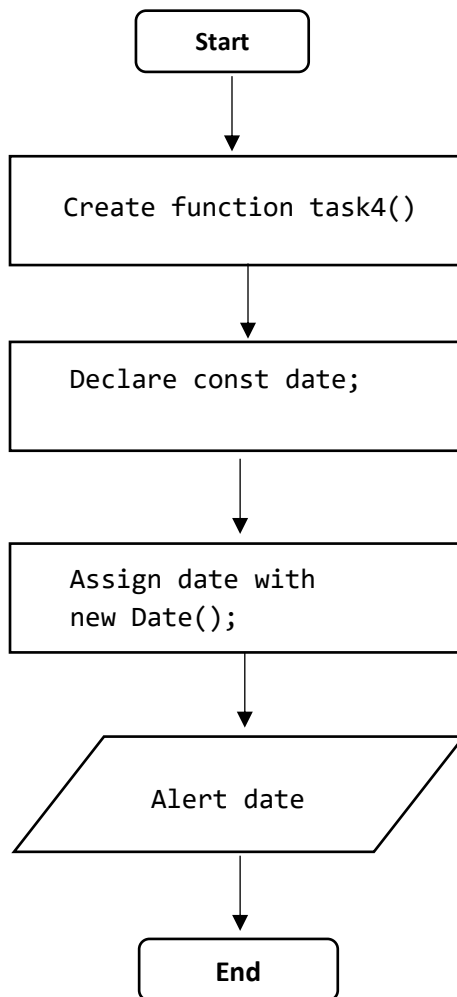 Start
Create function task4()
Declare const date;
Assign date with
new Date();
Alert date
End